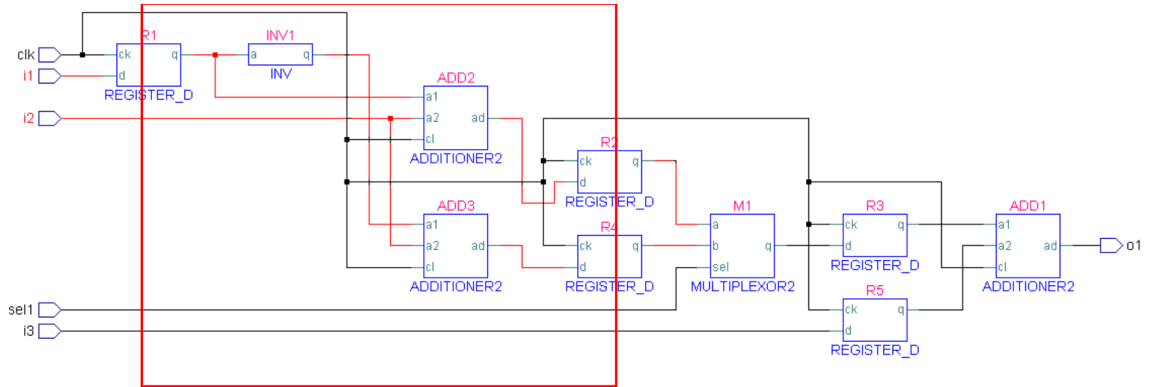 R1 INV1
clk ck q a q
i1 d INV
REGISTER_D ADD2
a1
i2 a2 ad
cl R2
ADDITIONER2 ck q
d
REGISTER_D
ADD3 R4 M1 R3 ADD1
a1 a ck q a1
a2 ad ck q b q d a2 ad o1
cl d sel REGISTER_D cl
ADDITIONER2 REGISTER_D MULTIPLEXOR2 R5 ADDITIONER2
sel1 ck q
i3 d
REGISTER_D